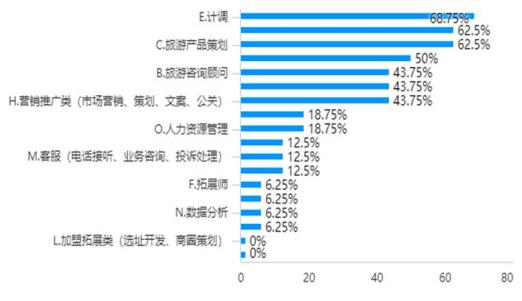 E.计调 68.75%
62.5%
C.旅游产品策划 62.5%
50%
B.旅游咨询顾问 43.75%
43.75%
H.营销推广类（市场营销、策划、文案、公关） 43.75%
18.75%
O.人力资源管理 18.75%
12.5%
M.客服（电话接听、业务咨询、投诉处理） 12.5%
12.5%
F.拓展师 6.25%
6.25%
N.数据分析 6.25%
6.25%
L.加盟拓展类（选址开发、商圈策划） 0%
0%
0 20 40 60 80